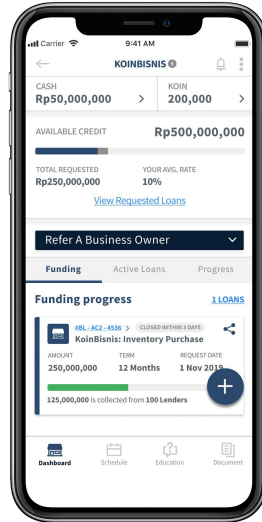 Carrier 9:41 AM
KOINBISNIS
CASH KOIN
Rp50,000,000 > 200,000 >
AVAILABLE CREDIT Rp500,000,000
TOTAL REQUESTED YOUR AVG. RATE
Rp250,000,000 10%
View Requested Loans
Refer A Business Owner
Funding Active Loans Progress
Funding progress 1 LOANS
#BL - AC2 - 4536 > CLOSED WITHIN 3 DAYS
KoinBisnis: Inventory Purchase
AMOUNT TERM REQUEST DATE
250,000,000 12 Months 1 Nov 2019
125,000,000 is collected from 100 Lenders
Dashboard Schedule Education Document